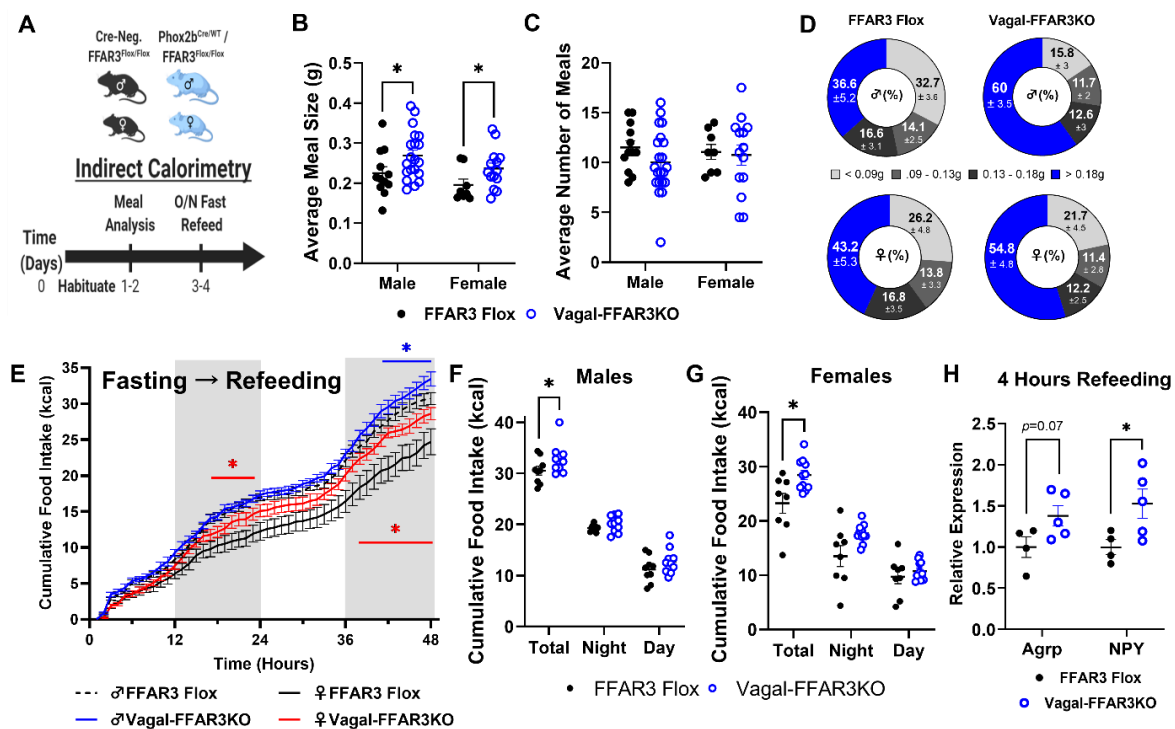 A
Cre-Neg.
FFAR3Flox/Flox
Phox2bCre/WT /
FFAR3Flox/Flox
♂
♂
♀
♀
Indirect Calorimetry
Meal
Analysis
O/N Fast
Refeed
Time
(Days)
0
Habituate
1-2
3-4
B
Average Meal Size (g)
0.5
0.4
0.3
0.2
0.1
0.0
*
*
Male
Female
C
Average Number of Meals
20
15
10
5
0
Male
Female
FFAR3 Flox
Vagal-FFAR3KO
D
FFAR3 Flox
Vagal-FFAR3KO
36.6
±5.2
32.7
± 3.6
14.1
±2.5
16.6
± 3.1
♂(%)
60
± 3.5
15.8
± 3
11.7
± 2
12.6
±3
♂(%)
< 0.09g
.09 - 0.13g
0.13 - 0.18g
> 0.18g
43.2
±5.3
26.2
± 4.8
13.8
± 3.3
16.8
±3.5
♀(%)
54.8
± 4.8
21.7
± 4.5
11.4
± 2.8
12.2
±2.5
♀(%)
E
Fasting → Refeeding
Cumulative Food Intake (kcal)
35
30
25
20
15
10
5
0
*
*
*
0
12
24
36
48
Time (Hours)
♂FFAR3 Flox
♀FFAR3 Flox
♂Vagal-FFAR3KO
♀Vagal-FFAR3KO
F
Males
Cumulative Food Intake (kcal)
40
30
20
10
0
*
Total
Night
Day
G
Females
Cumulative Food Intake (kcal)
40
30
20
10
0
*
Total
Night
Day
FFAR3 Flox
Vagal-FFAR3KO
H
4 Hours Refeeding
Relative Expression
2.5
2.0
1.5
1.0
0.5
0.0
p=0.07
*
Agrp
NPY
FFAR3 Flox
Vagal-FFAR3KO